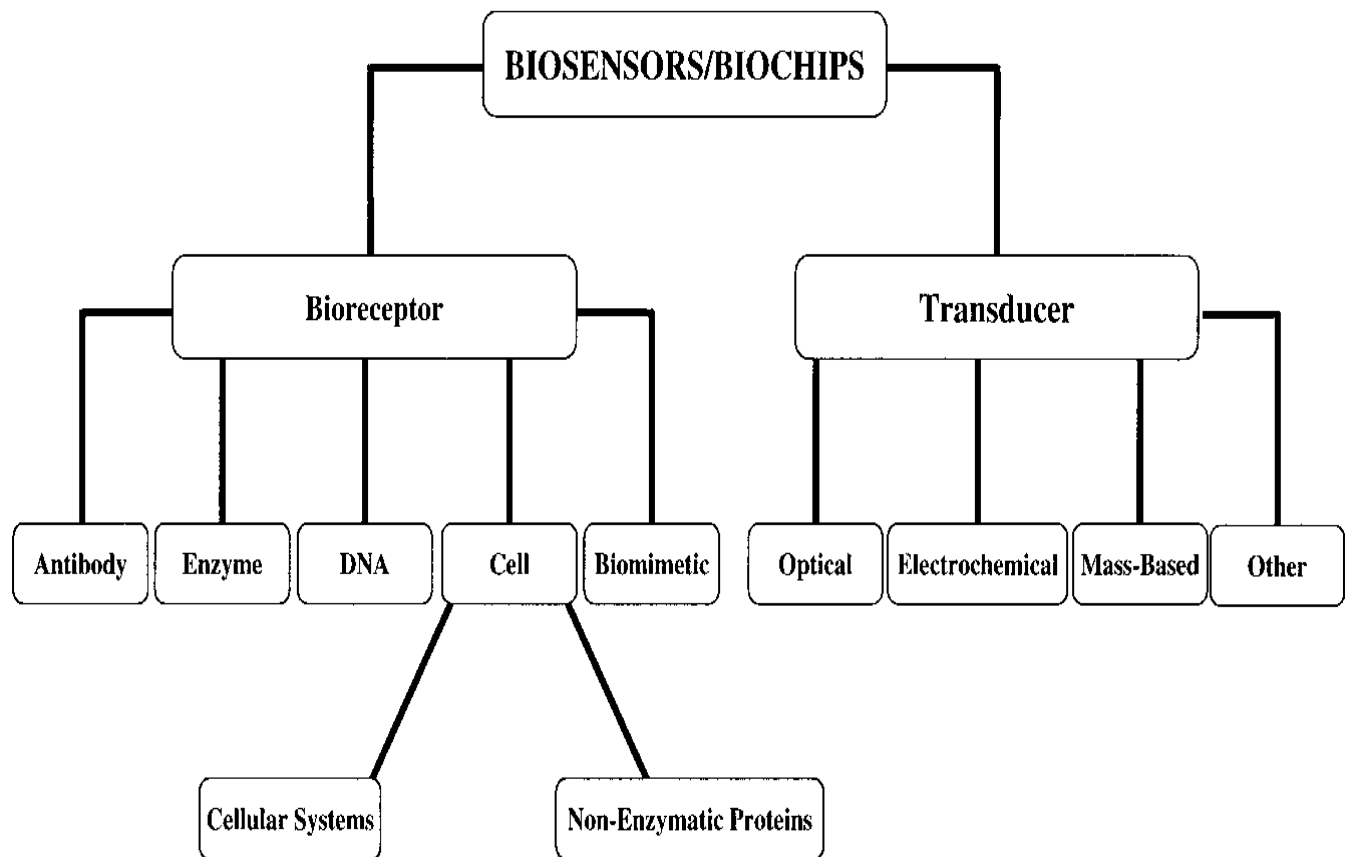 BIOSENSORS/BIOCHIPS
Bioreceptor
Transducer
Antibody
Enzyme
DNA
Cell
Biomimetic
Optical
Electrochemical
Mass-Based
Other
Cellular Systems
Non-Enzymatic Proteins